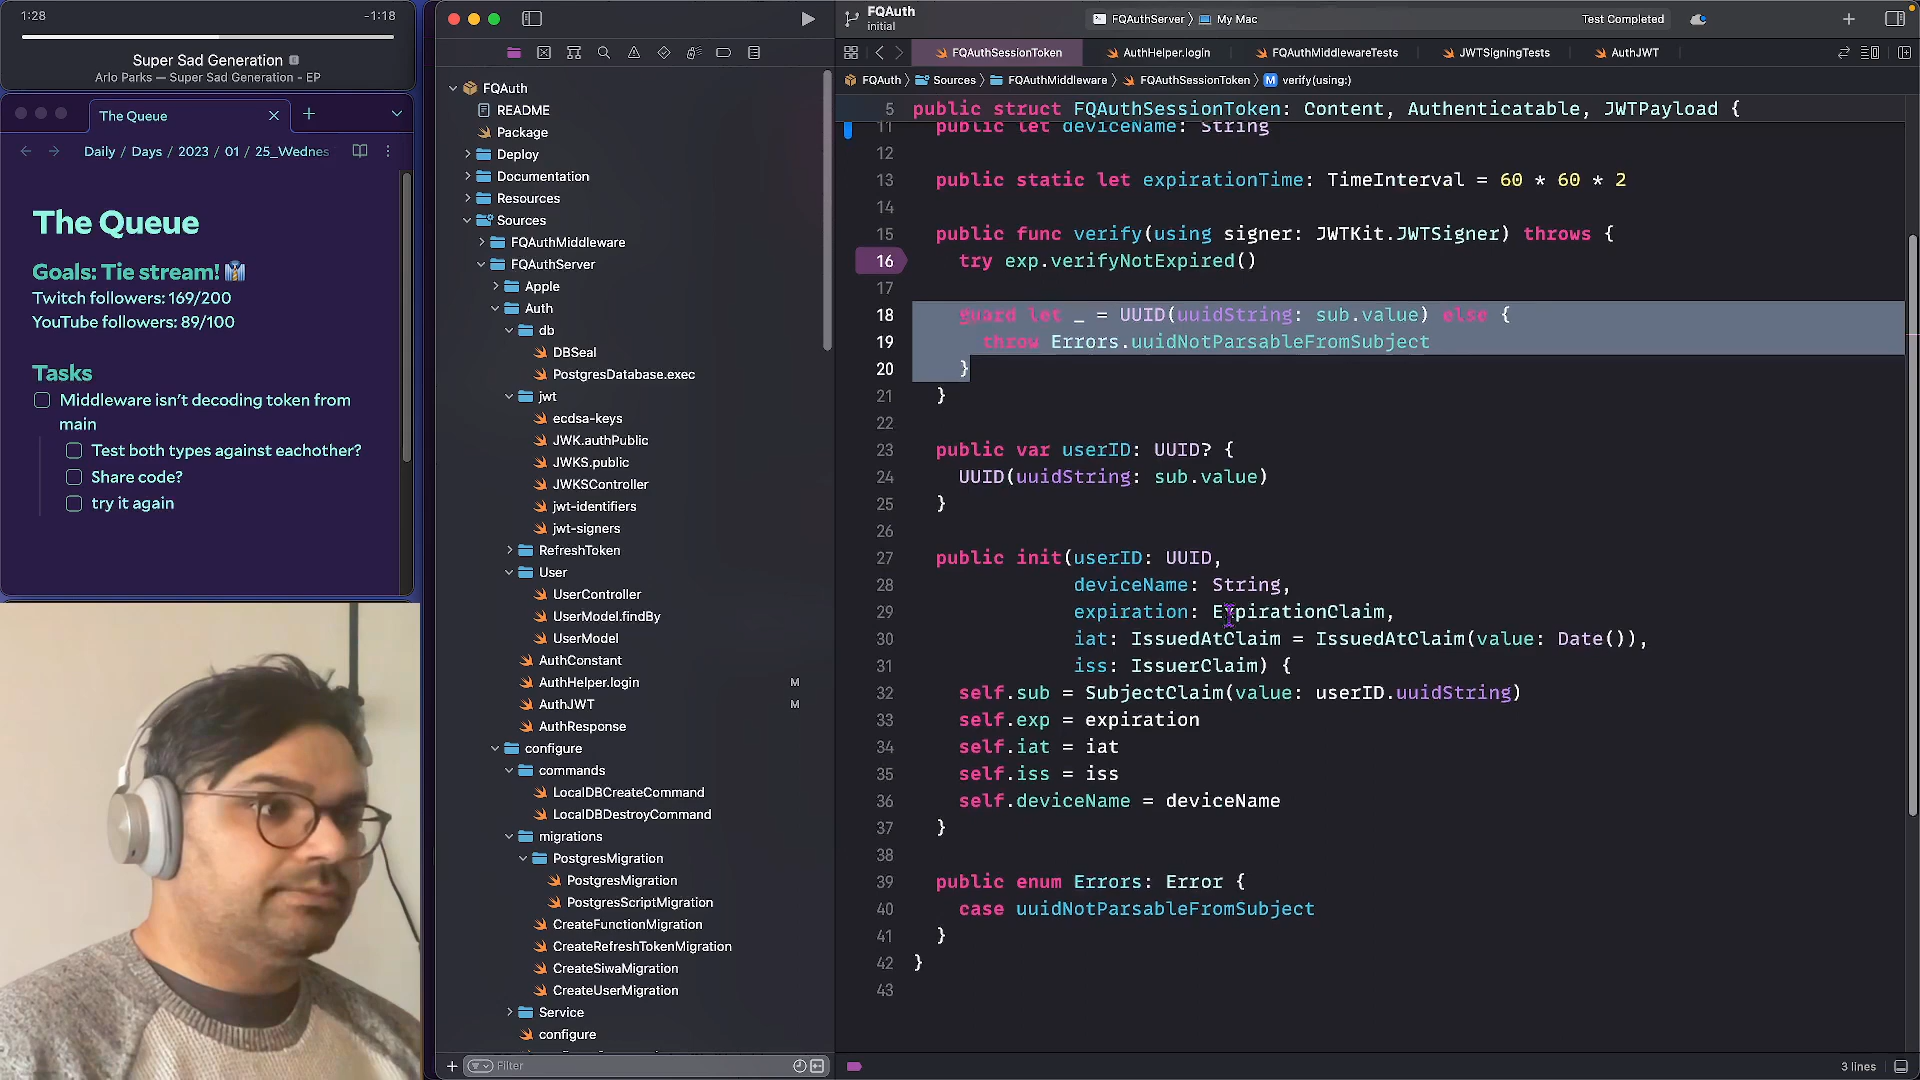 1:28
-1:18
Super Sad Generation E
Arlo Parks — Super Sad Generation - EP
The Queue
Daily / Days / 2023 / 01 / 25_Wednes
The Queue
Goals: Tie stream! 👔
Twitch followers: 169/200
YouTube followers: 89/100
Tasks
Middleware isn't decoding token from
main
Test both types against eachother?
Share code?
try it again
FQAuth
README
Package
Deploy
Documentation
Resources
Sources
FQAuthMiddleware
FQAuthServer
Apple
Auth
db
DBSeal
PostgresDatabase.exec
jwt
ecdsa-keys
JWK.authPublic
JWKS.public
JWKSController
jwt-identifiers
jwt-signers
RefreshToken
User
UserController
UserModel.findBy
UserModel
AuthConstant
AuthHelper.login M
AuthJWT M
AuthResponse
configure
commands
LocalDBCreateCommand
LocalDBDestroyCommand
migrations
PostgresMigration
PostgresMigration
PostgresScriptMigration
CreateFunctionMigration
CreateRefreshTokenMigration
CreateSiwaMigration
CreateUserMigration
Service
configure
Filter
FQAuth
initial
FQAuthServer My Mac
Test Completed
FQAuthSessionToken
AuthHelper.login
FQAuthMiddlewareTests
JWTSigningTests
AuthJWT
FQAuth Sources FQAuthMiddleware FQAuthSessionToken M verify(using:)
5 public struct FQAuthSessionToken: Content, Authenticatable, JWTPayload {
11 public let deviceName: String
12
13 public static let expirationTime: TimeInterval = 60 * 60 * 2
14
15 public func verify(using signer: JWTKit.JWTSigner) throws {
16 try exp.verifyNotExpired()
17
18 guard let _ = UUID(uuidString: sub.value) else {
19 throw Errors.uuidNotParsableFromSubject
20 }
21 }
22
23 public var userID: UUID? {
24 UUID(uuidString: sub.value)
25 }
26
27 public init(userID: UUID,
28 deviceName: String,
29 expiration: ExpirationClaim,
30 iat: IssuedAtClaim = IssuedAtClaim(value: Date()),
31 iss: IssuerClaim) {
32 self.sub = SubjectClaim(value: userID.uuidString)
33 self.exp = expiration
34 self.iat = iat
35 self.iss = iss
36 self.deviceName = deviceName
37 }
38
39 public enum Errors: Error {
40 case uuidNotParsableFromSubject
41 }
42 }
43
3 lines